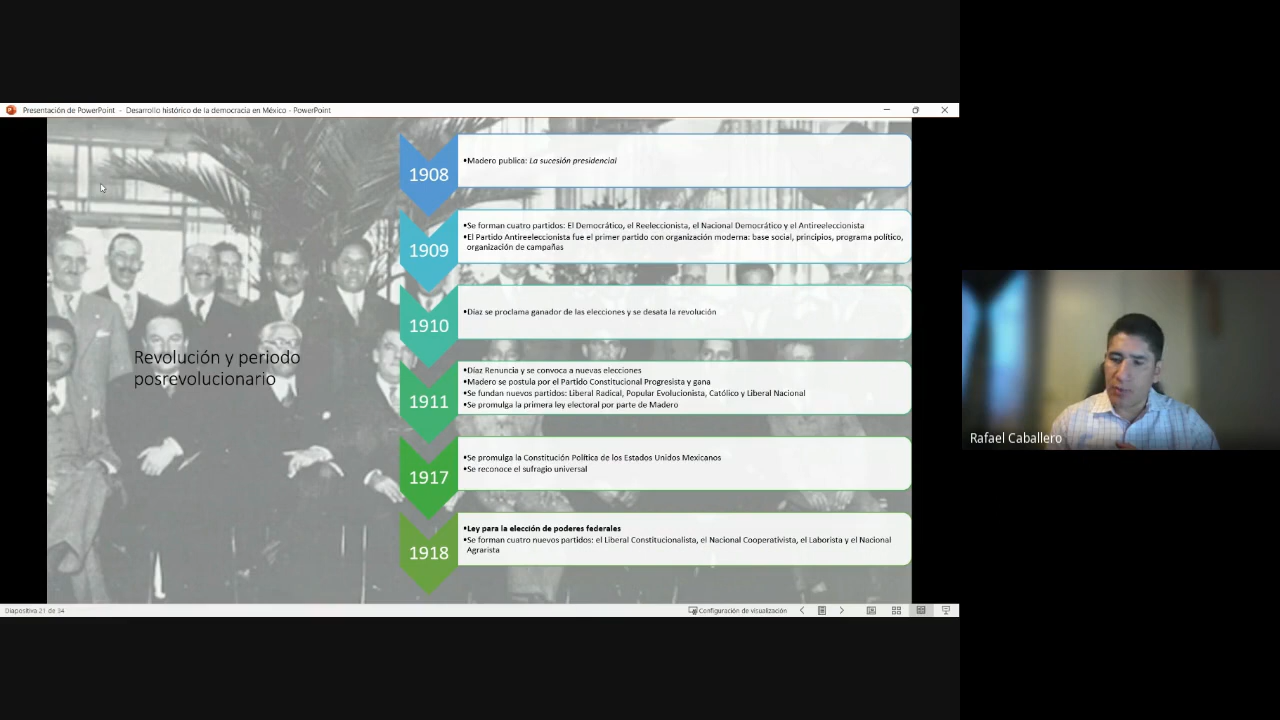 Presentación de PowerPoint - Desarrollo histórico de la democracia en México - PowerPoint
Revolución y periodo
posrevolucionario
1908
•Madero publica: La sucesión presidencial
1909
•Se forman cuatro partidos: El Democrático, el Reeleccionista, el Nacional Democrático y el Antireeleccionista
•El Partido Antireeleccionista fue el primer partido con organización moderna: base social, principios, programa político,
organización de campañas
1910
•Díaz se proclama ganador de las elecciones y se desata la revolución
1911
•Díaz Renuncia y se convoca a nuevas elecciones
•Madero se postula por el Partido Constitucional Progresista y gana
•Se fundan nuevos partidos: Liberal Radical, Popular Evolucionista, Católico y Liberal Nacional
•Se promulga la primera ley electoral por parte de Madero
1917
•Se promulga la Constitución Política de los Estados Unidos Mexicanos
•Se reconoce el sufragio universal
1918
•Ley para la elección de poderes federales
•Se forman cuatro nuevos partidos: el Liberal Constitucionalista, el Nacional Cooperativista, el Laborista y el Nacional
Agrarista
Diapositiva 21 de 34
Configuración de visualización
Rafael Caballero